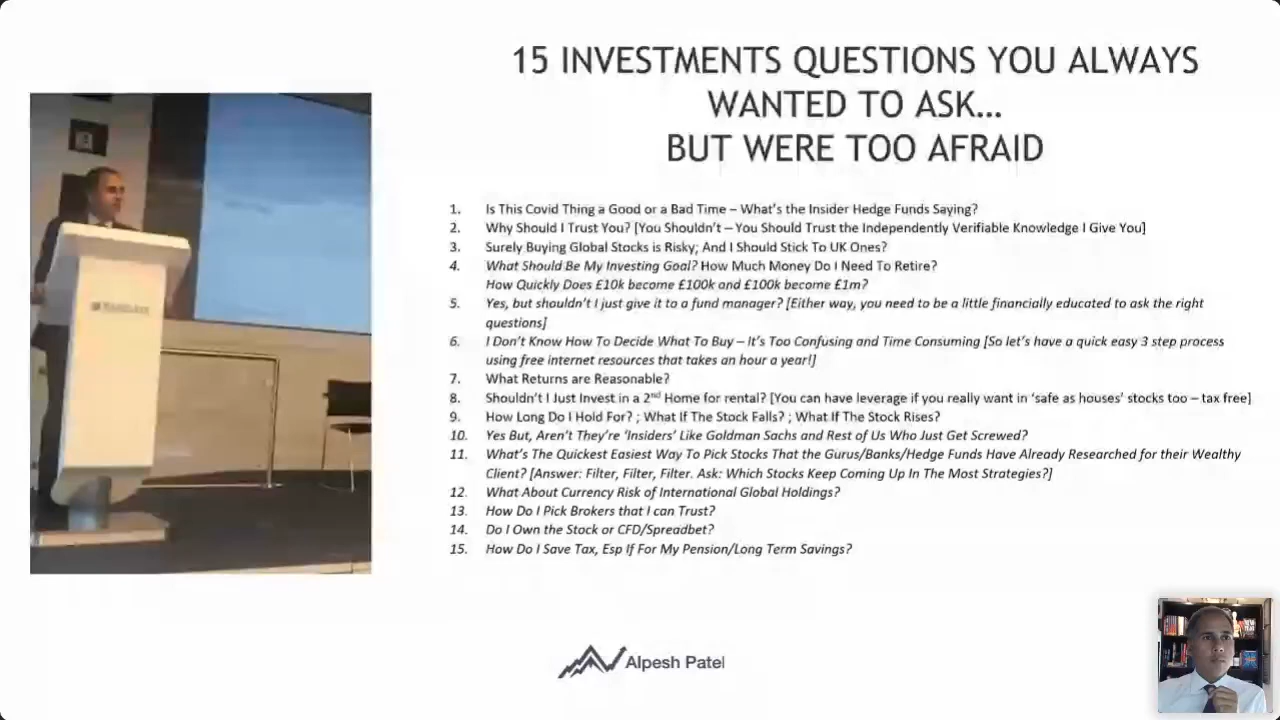 15 INVESTMENTS QUESTIONS YOU ALWAYS
WANTED TO ASK...
BUT WERE TOO AFRAID
1. Is This Covid Thing a Good or a Bad Time – What's the Insider Hedge Funds Saying?
2. Why Should I Trust You? [You Shouldn't – You Should Trust the Independently Verifiable Knowledge I Give You]
3. Surely Buying Global Stocks is Risky; And I Should Stick To UK Ones?
4. What Should Be My Investing Goal? How Much Money Do I Need To Retire?
How Quickly Does £10k become £100k and £100k become £1m?
5. Yes, but shouldn't I just give it to a fund manager? [Either way, you need to be a little financially educated to ask the right
questions]
6. I Don't Know How To Decide What To Buy – It's Too Confusing and Time Consuming [So let's have a quick easy 3 step process
using free internet resources that takes an hour a year!]
7. What Returns are Reasonable?
8. Shouldn't I Just Invest in a 2nd Home for rental? [You can have leverage if you really want in 'safe as houses' stocks too – tax free]
9. How Long Do I Hold For? ; What If The Stock Falls? ; What If The Stock Rises?
10. Yes But, Aren't They're 'Insiders' Like Goldman Sachs and Rest of Us Who Just Get Screwed?
11. What's The Quickest Easiest Way To Pick Stocks That the Gurus/Banks/Hedge Funds Have Already Researched for their Wealthy
Client? [Answer: Filter, Filter, Filter. Ask: Which Stocks Keep Coming Up In The Most Strategies?]
12. What About Currency Risk of International Global Holdings?
13. How Do I Pick Brokers that I can Trust?
14. Do I Own the Stock or CFD/Spreadbet?
15. How Do I Save Tax, Esp If For My Pension/Long Term Savings?
Alpesh Patel